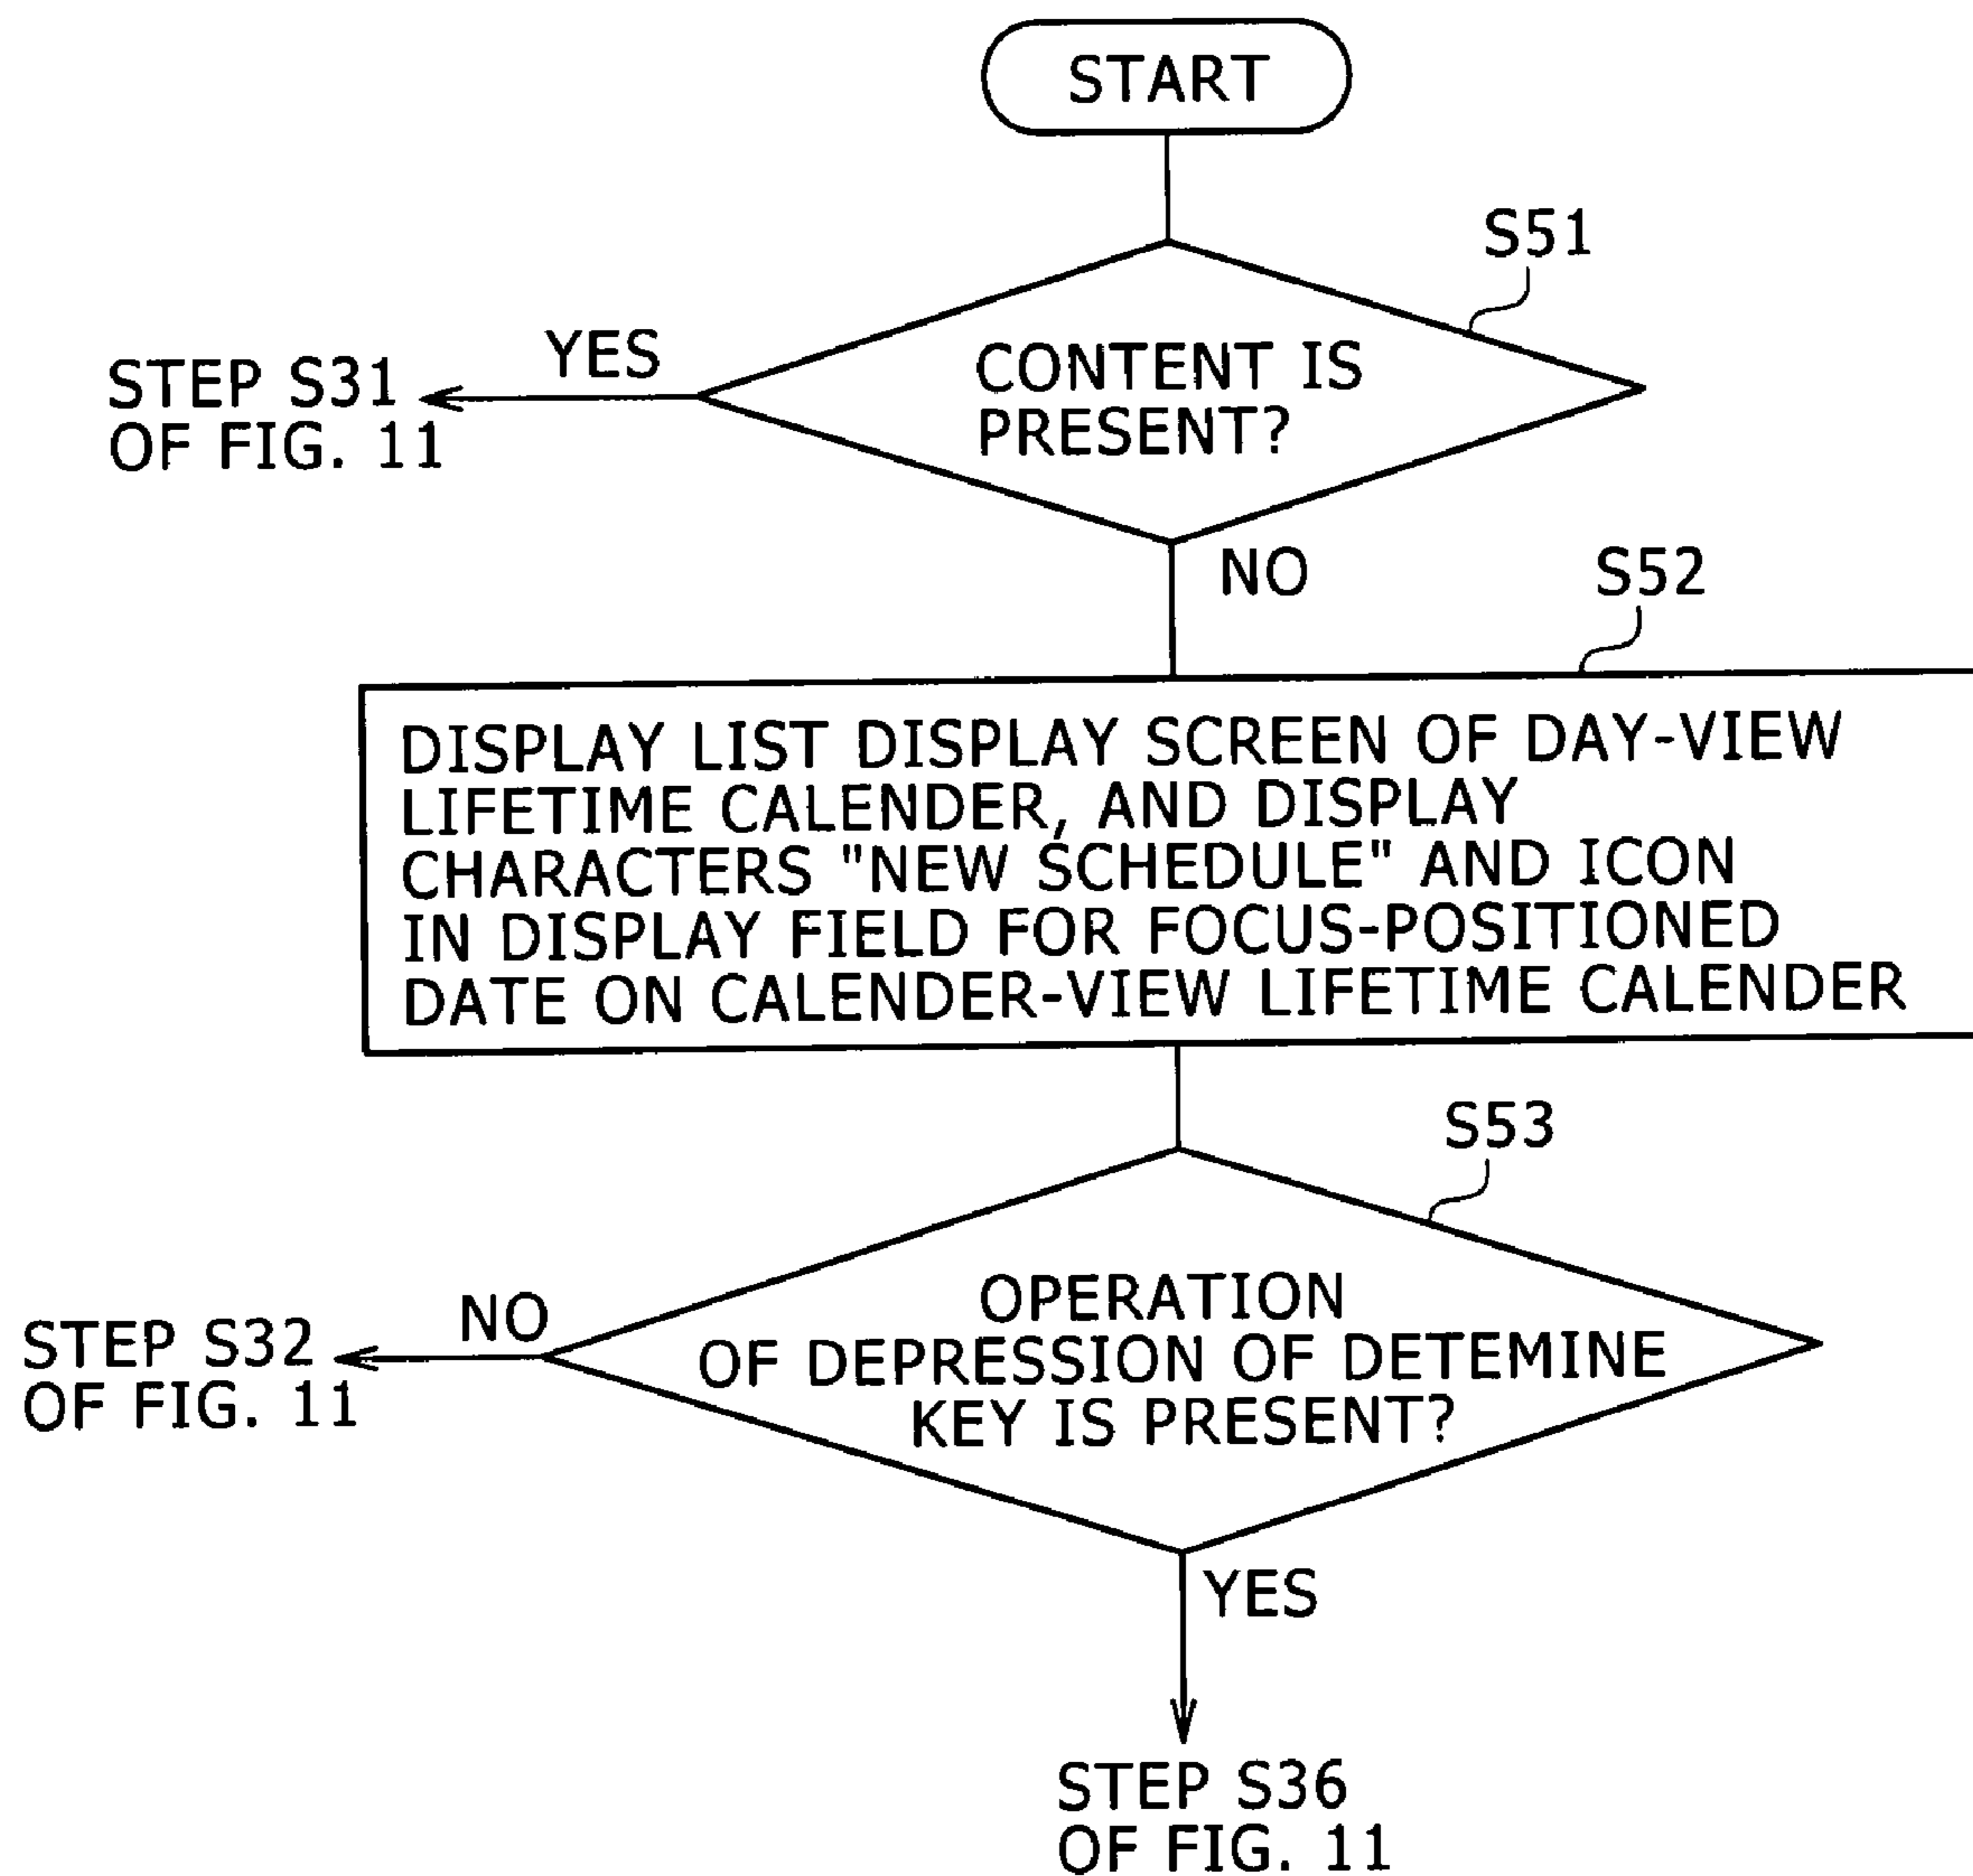 START
S51
CONTENT IS
PRESENT?
YES
STEP S31
OF FIG. 11
NO
S52
DISPLAY LIST DISPLAY SCREEN OF DAY-VIEW
LIFETIME CALENDER, AND DISPLAY
CHARACTERS "NEW SCHEDULE" AND ICON
IN DISPLAY FIELD FOR FOCUS-POSITIONED
DATE ON CALENDER-VIEW LIFETIME CALENDER
S53
OPERATION
OF DEPRESSION OF DETEMINE
KEY IS PRESENT?
NO
STEP S32
OF FIG. 11
YES
STEP S36
OF FIG. 11